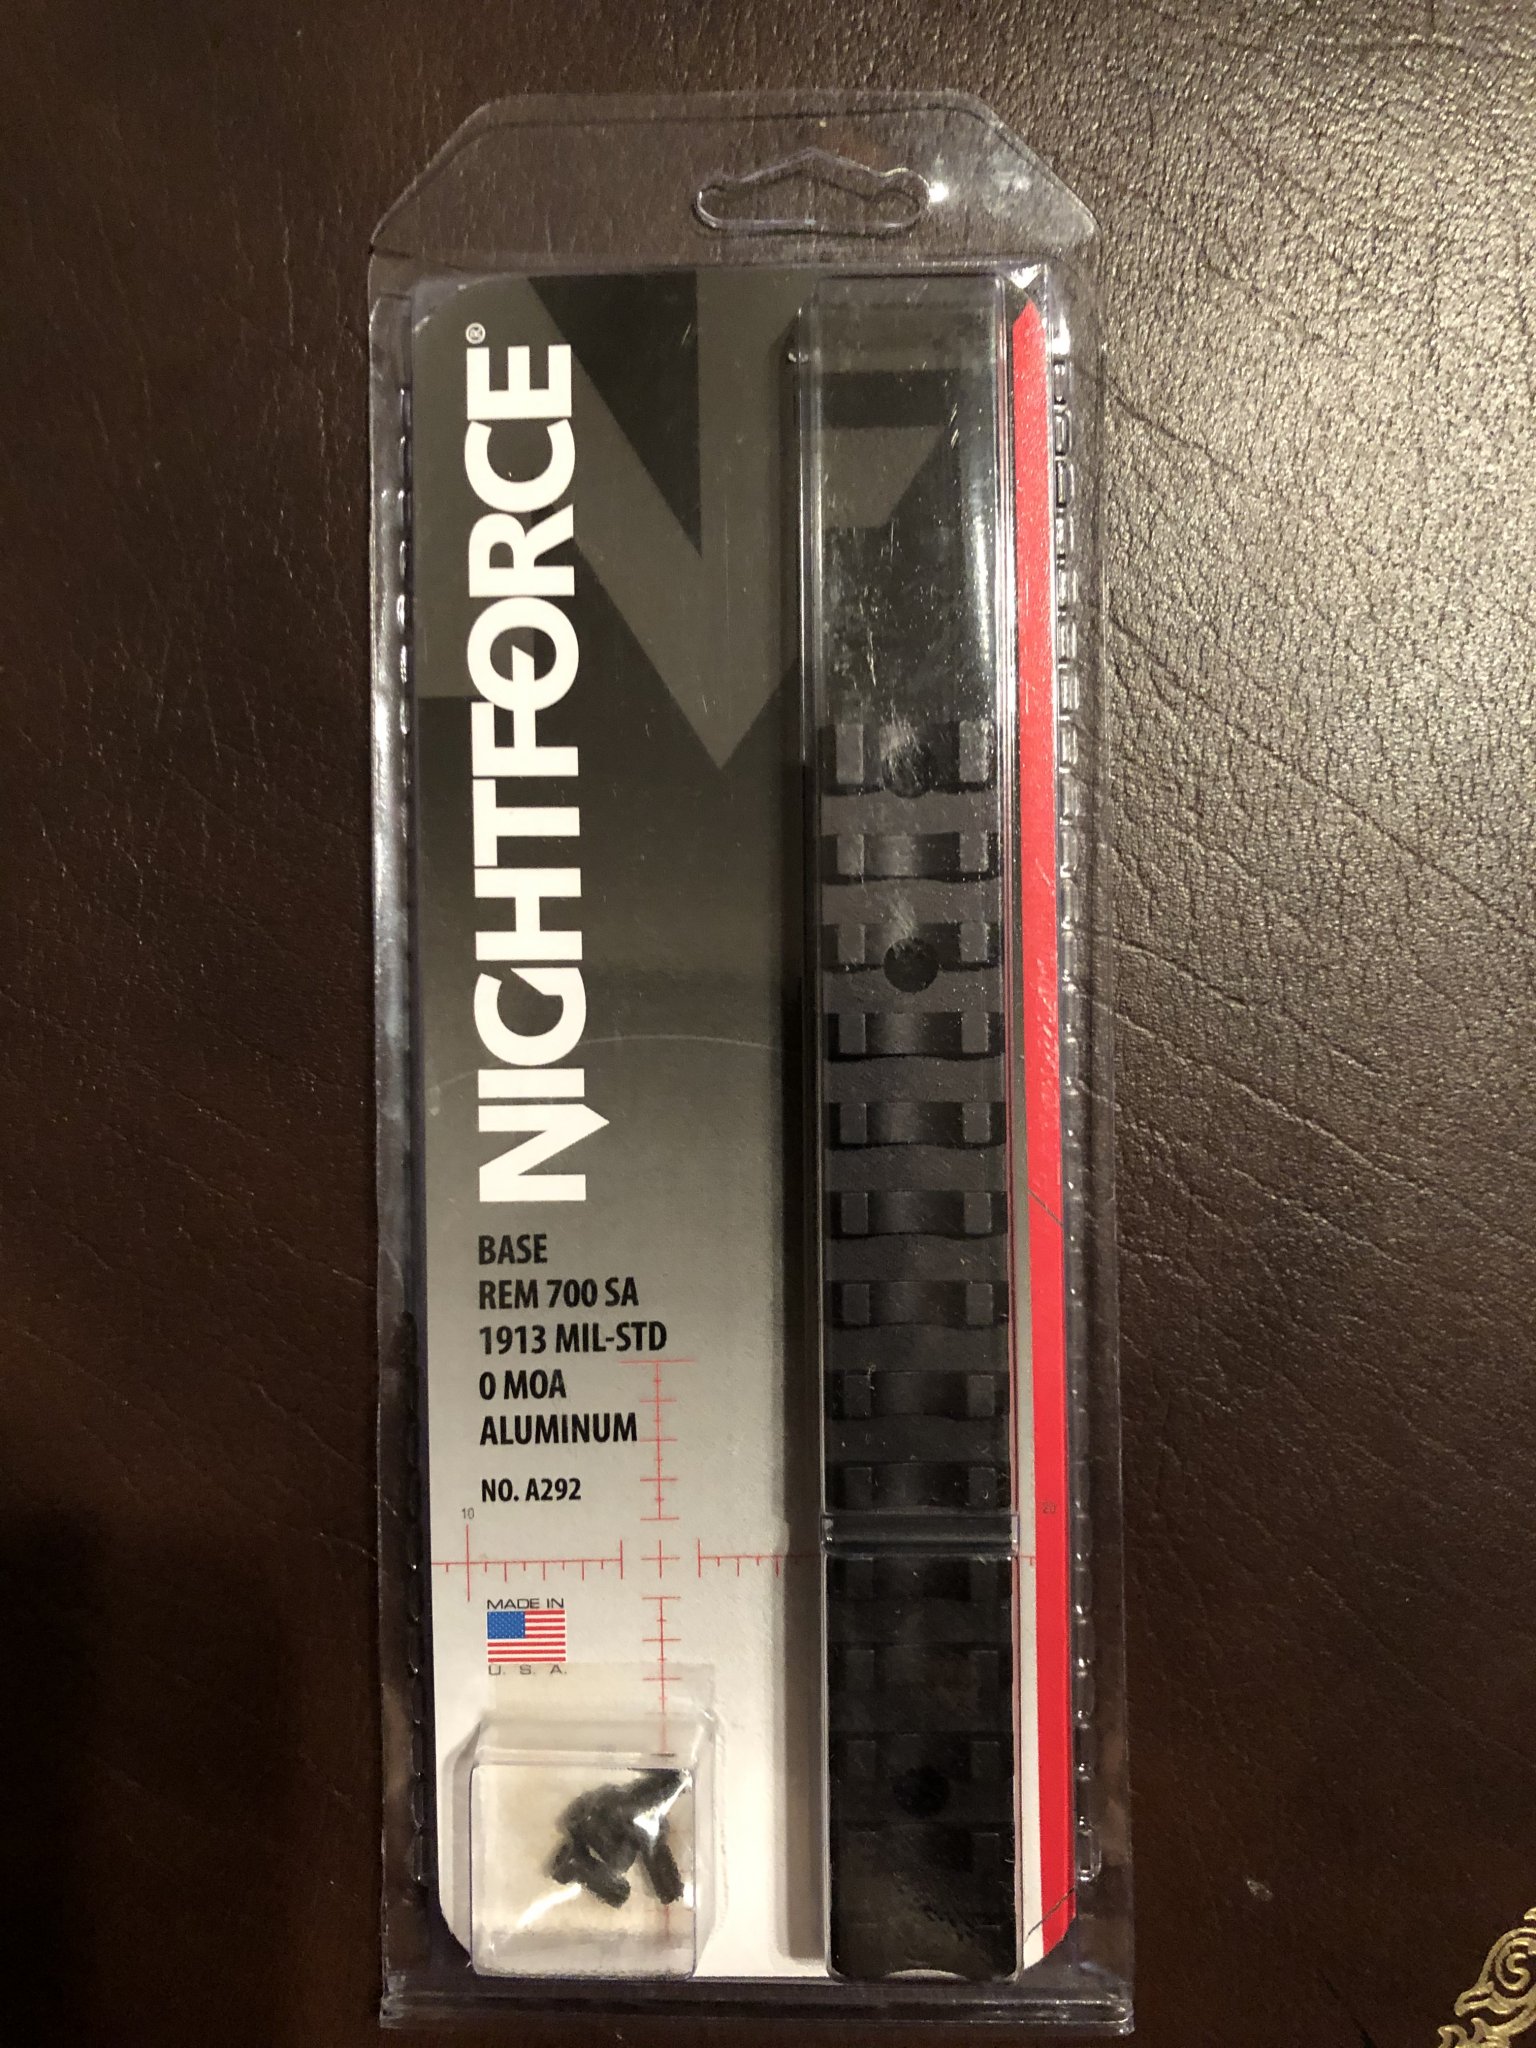 NIGHTFORCE®
BASE
REM 700 SA
1913 MIL-STD
0 MOA
ALUMINUM
NO. A292
10
20
MADE IN
U. S. A.